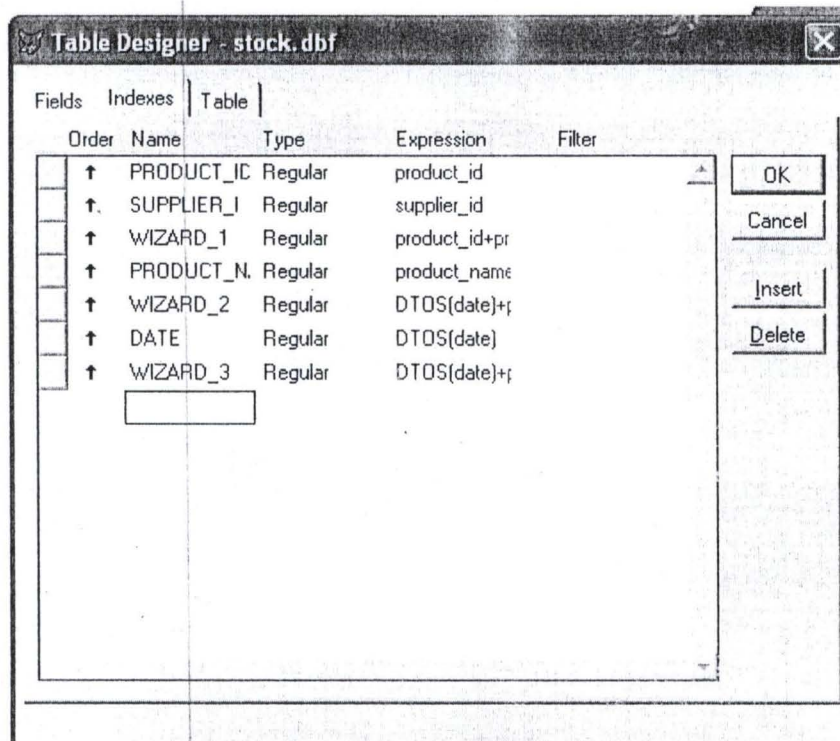 Table Designer - stock.dbf
Fields Indexes Table
Order Name Type Expression Filter
↑ PRODUCT_ID Regular product_id
↑ SUPPLIER_I Regular supplier_id
↑ WIZARD_1 Regular product_id+pr
↑ PRODUCT_N. Regular product_name
↑ WIZARD_2 Regular DTOS(date)+p
↑ DATE Regular DTOS(date)
↑ WIZARD_3 Regular DTOS(date)+p
OK
Cancel
Insert
Delete